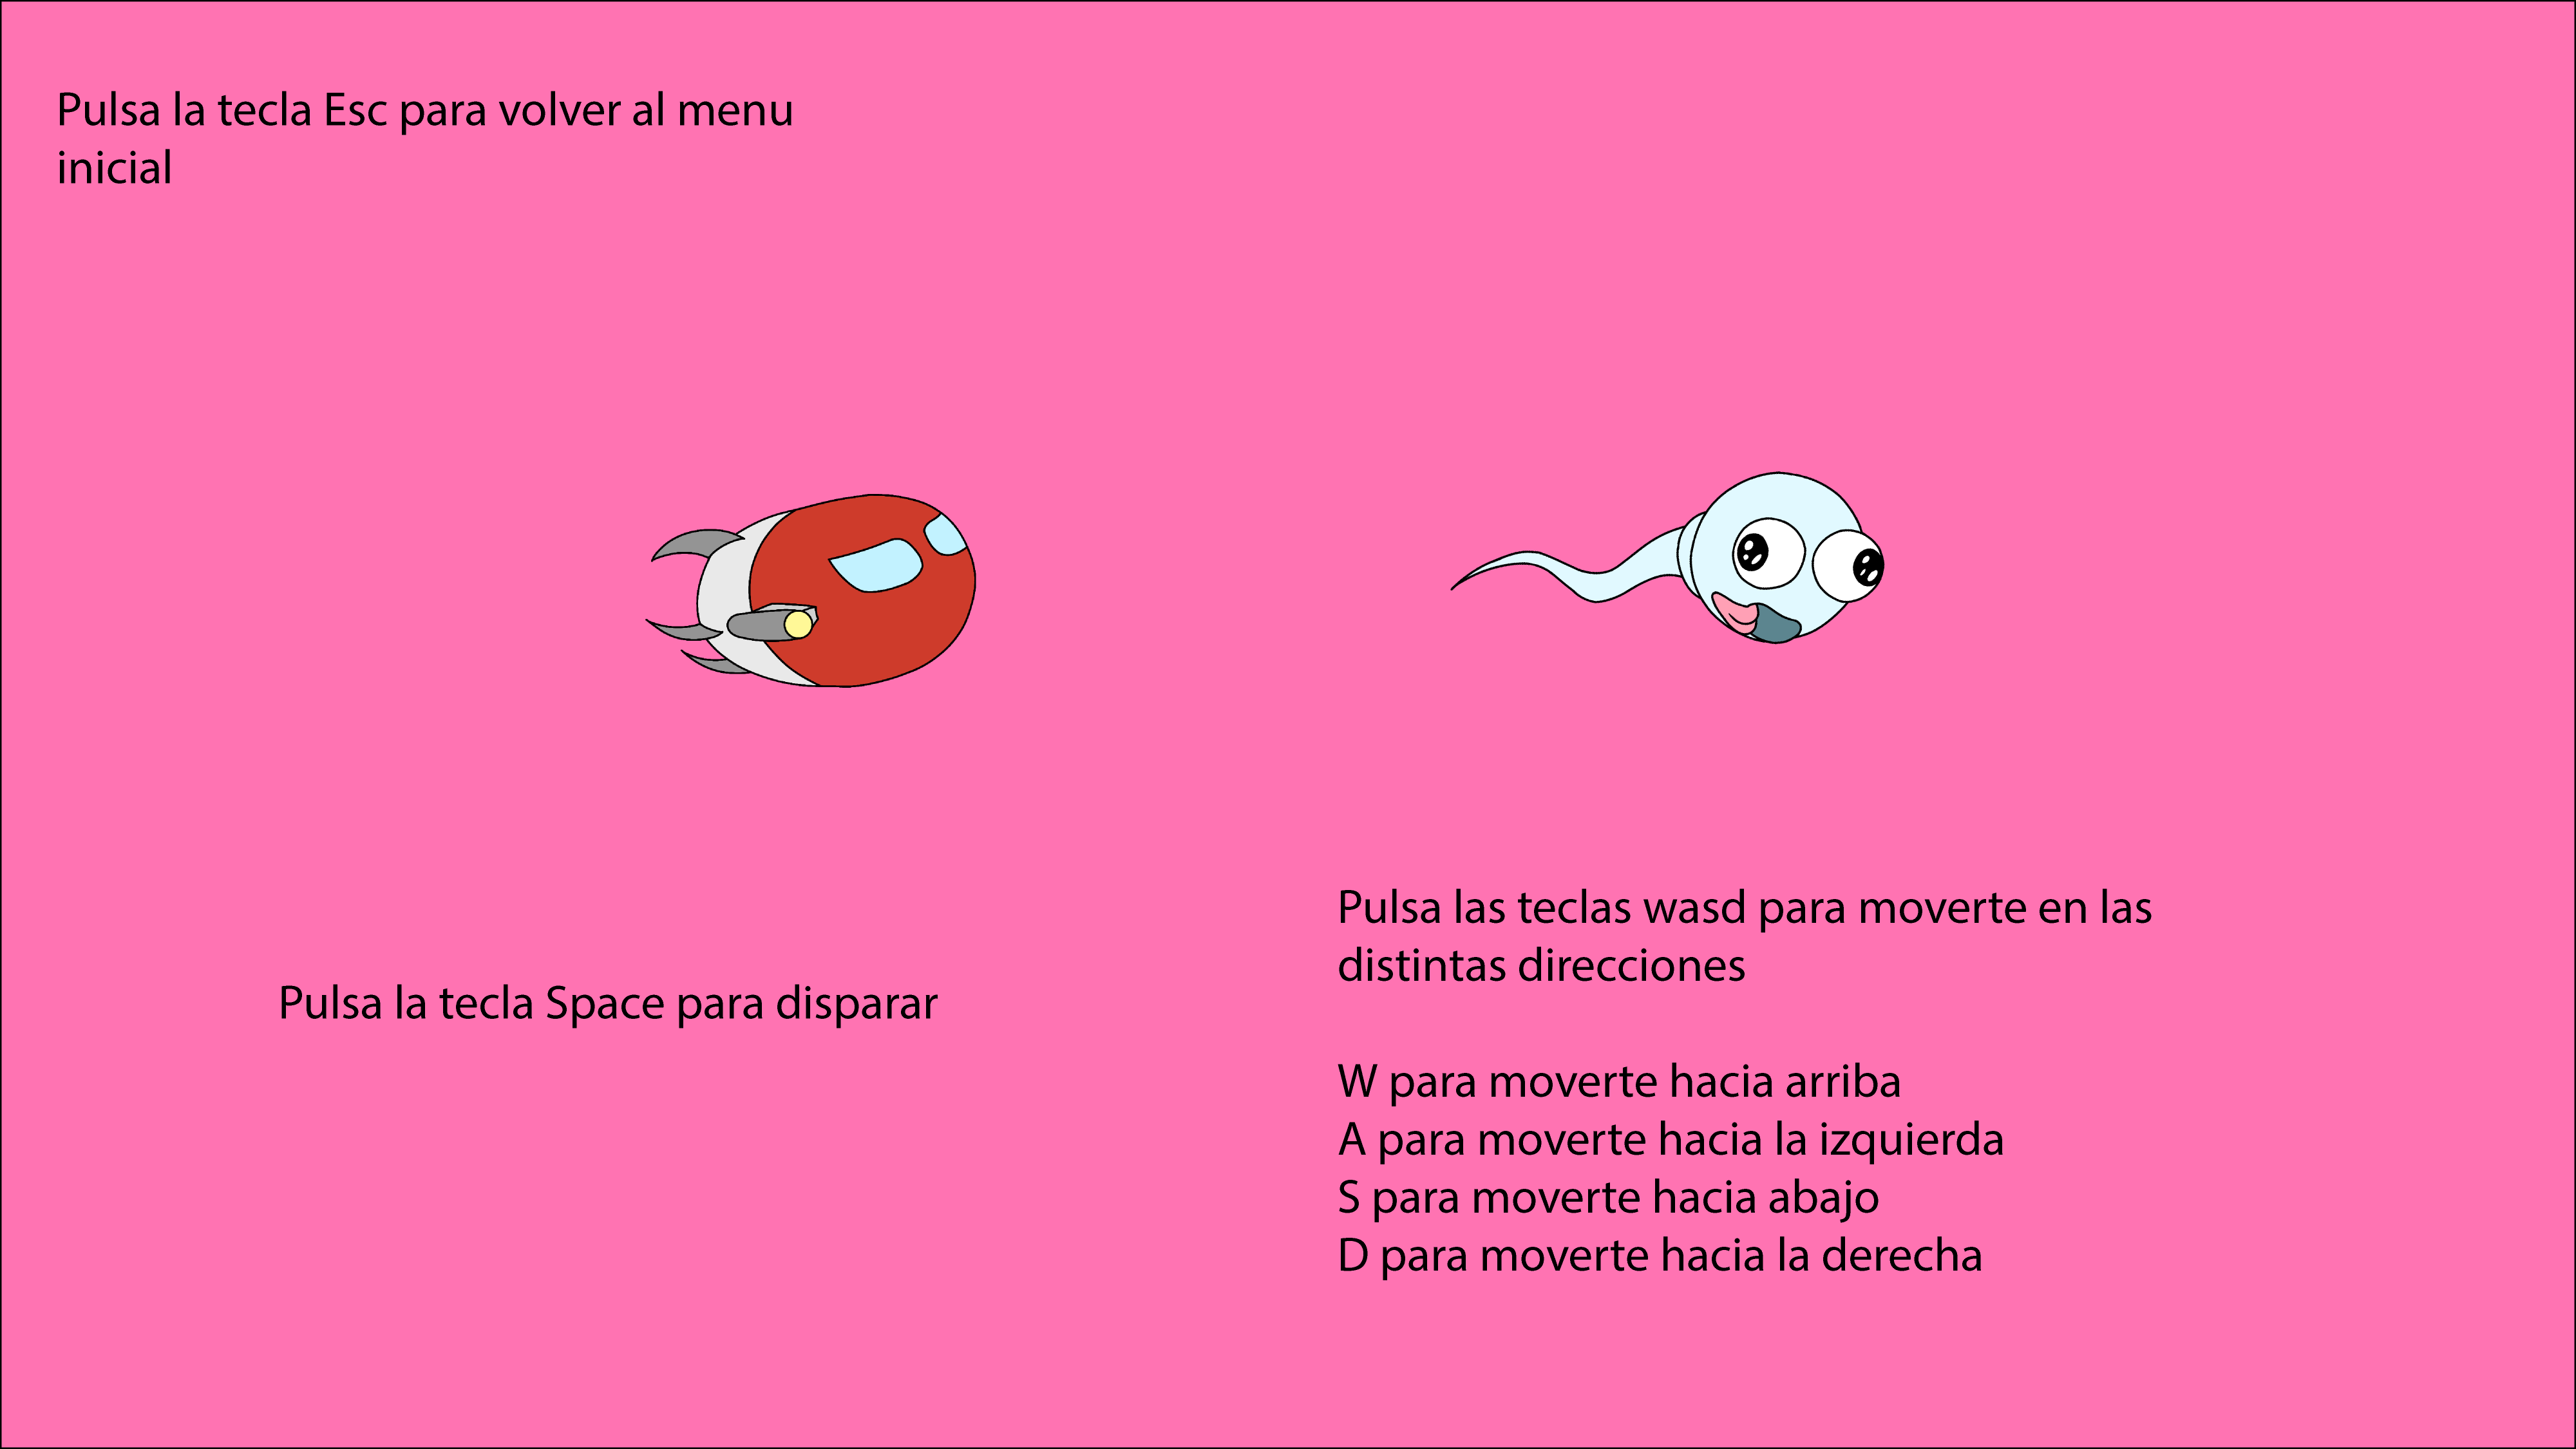 Pulsa la tecla Esc para volver al menu
inicial
Pulsa la tecla Space para disparar
Pulsa las teclas wasd para moverte en las
distintas direcciones
W para moverte hacia arriba
A para moverte hacia la izquierda
S para moverte hacia abajo
D para moverte hacia la derecha